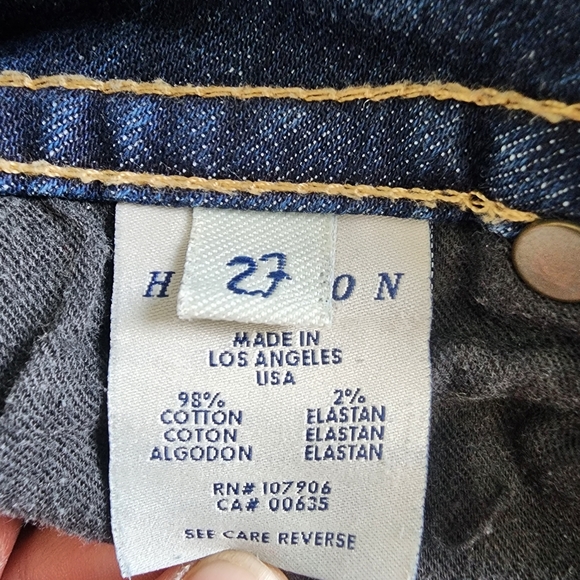 27
H ON
MADE IN
LOS ANGELES
USA
98% 2%
COTTON ELASTAN
COTON ELASTAN
ALGODON ELASTAN
RN# 107906
CA# 00635
SEE CARE REVERSE